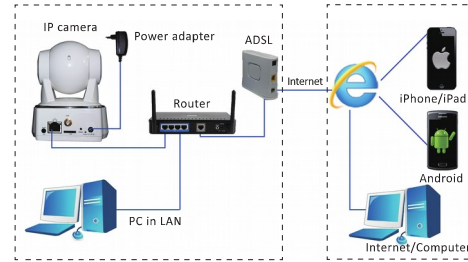 IP camera
Power adapter
ADSL
Router
Internet
iPhone/iPad
Android
PC in LAN
Internet/Computer